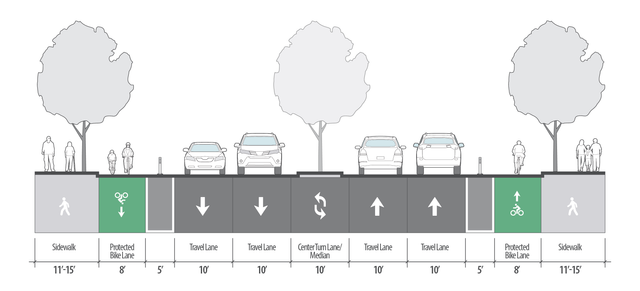 Sidewalk
Protected
Bike Lane
Travel Lane
Travel Lane
Center Turn Lane/
Median
Travel Lane
Travel Lane
Protected
Bike Lane
Sidewalk
11'-15' 8' 5' 10' 10' 10' 10' 10' 5' 8' 11'-15'